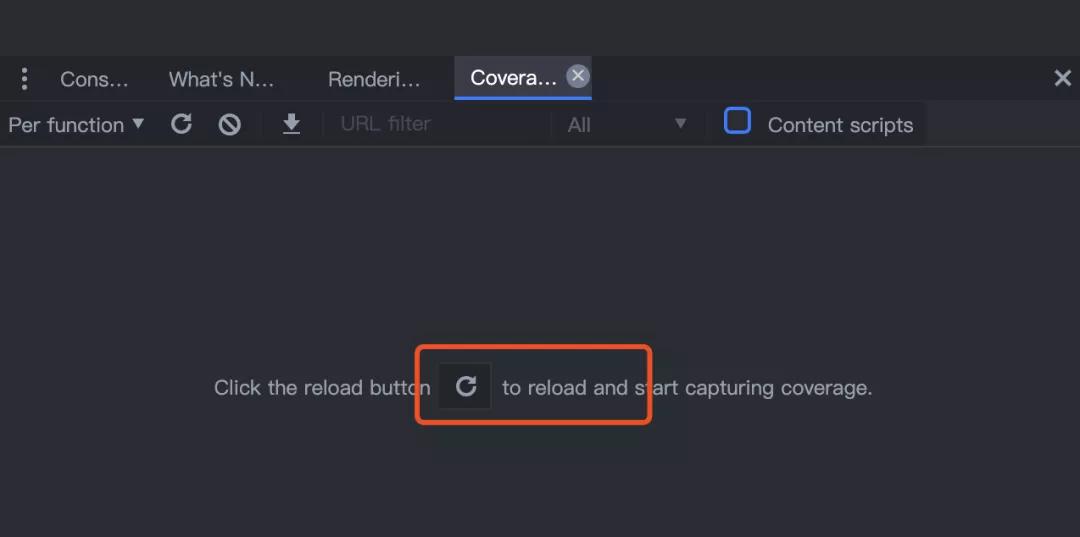 Cons… What's N… Renderi… Covera…
Per function URL filter All Content scripts
Click the reload button to reload and start capturing coverage.